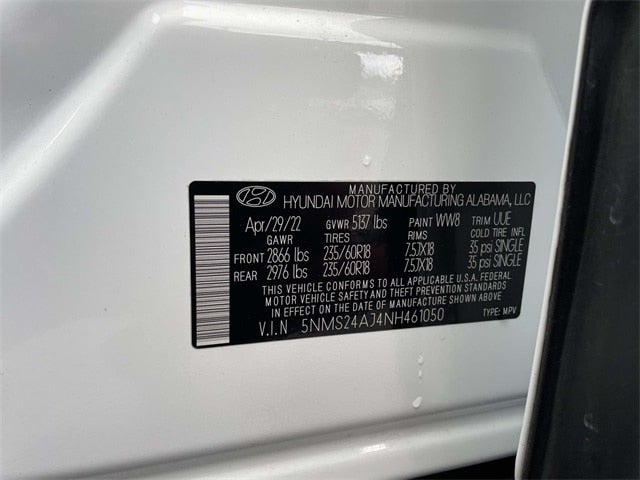 MANUFACTURED BY
HYUNDAI MOTOR MANUFACTURING ALABAMA, LLC
Apr/29/22 GVWR 5137 lbs PAINT WW8 TRIM UUE
GAWR TIRES RIMS COLD TIRE INFL
FRONT 2866 lbs 235/60R18 7.5JX18 35 psi SINGLE
REAR 2976 lbs 235/60R18 7.5JX18 35 psi SINGLE
THIS VEHICLE CONFORMS TO ALL APPLICABLE U.S.A. FEDERAL
MOTOR VEHICLE SAFETY AND THEFT PREVENTION STANDARDS
IN EFFECT ON THE DATE OF MANUFACTURE SHOWN ABOVE.
V.I.N 5NMS24AJ4NH461050 TYPE: MPV